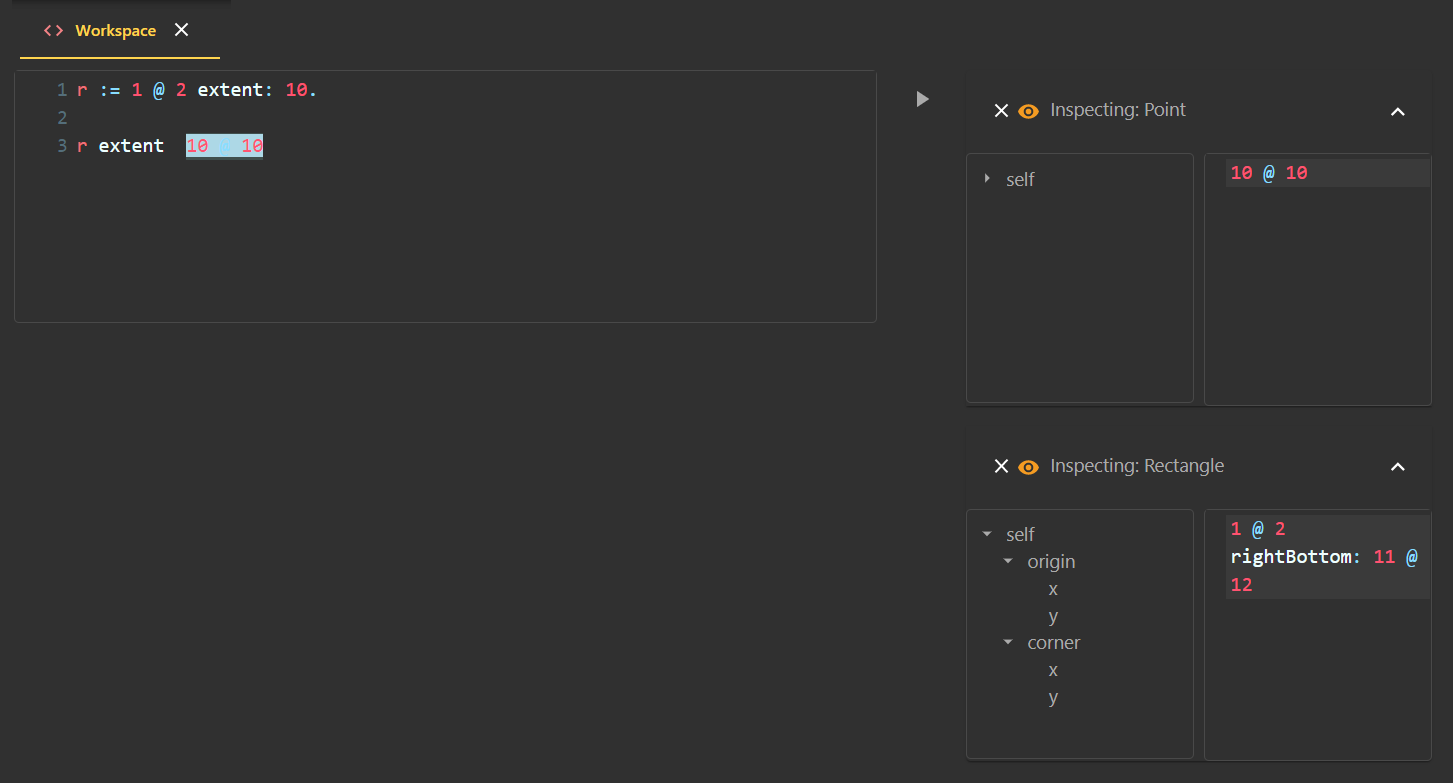 <> Workspace
1 r := 1 @ 2 extent: 10.
2
3 r extent 10 @ 10
Inspecting: Point
self
10 @ 10
Inspecting: Rectangle
self
origin
x
y
corner
x
y
1 @ 2
rightBottom: 11 @
12